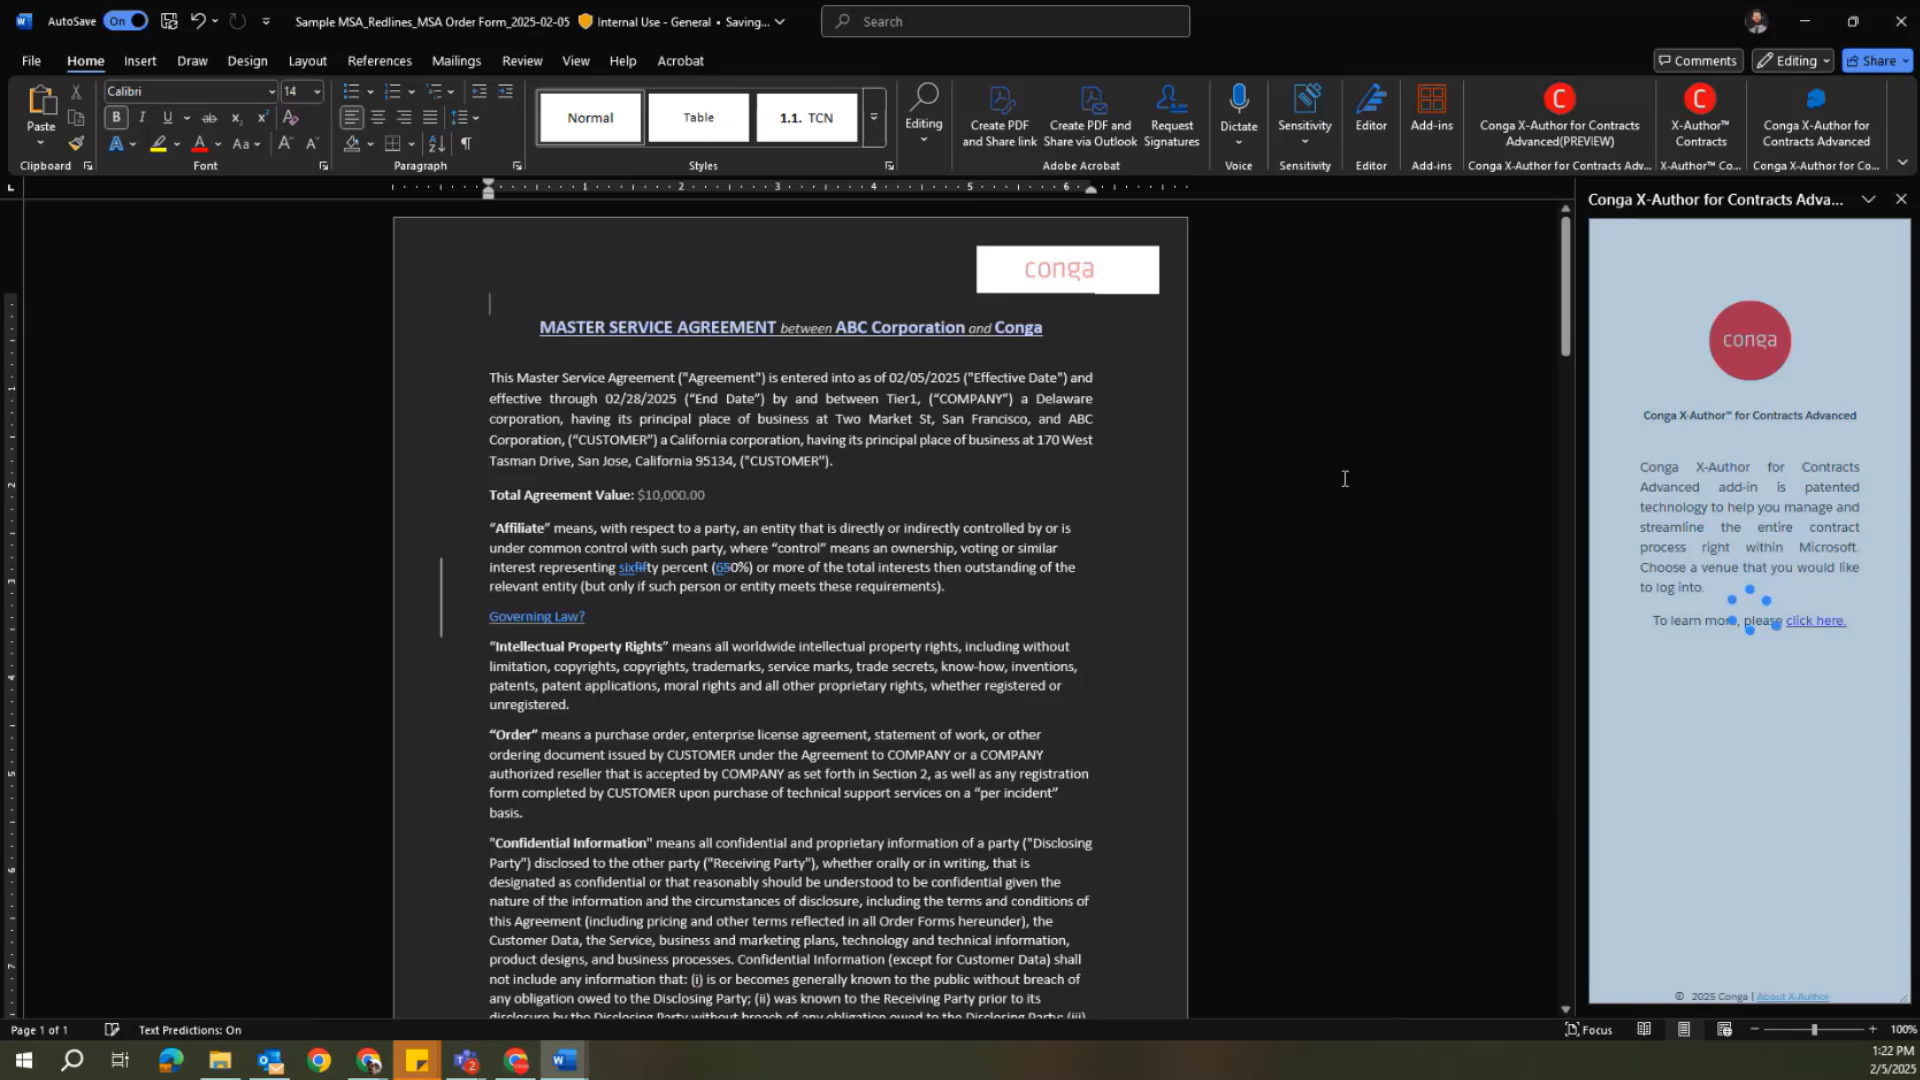 AutoSave On Sample MSA_Redlines_MSA Order Form_2025-02-05 Internal Use - General • Saving... Search
File Home Insert Draw Design Layout References Mailings Review View Help Acrobat Comments Editing Share
Paste
Clipboard
Calibri 14
Font
Paragraph
Normal Table 1.1. TCN
Styles
Editing
Create PDF and Share link
Create PDF and Share via Outlook
Request Signatures
Adobe Acrobat
Dictate
Voice
Sensitivity
Sensitivity
Editor
Editor
Add-ins
Add-ins
Conga X-Author for Contracts Advanced(PREVIEW)
Conga X-Author for Contracts Adv...
X-Author™ Contracts
X-Author™ Co...
Conga X-Author for Contracts Advanced
Conga X-Author for Co...
1 2 3 4 5 6
conga
MASTER SERVICE AGREEMENT between ABC Corporation and Conga
This Master Service Agreement ("Agreement") is entered into as of 02/05/2025 ("Effective Date") and
effective through 02/28/2025 (“End Date”) by and between Tier1, (“COMPANY”) a Delaware
corporation, having its principal place of business at Two Market St, San Francisco, and ABC
Corporation, (“CUSTOMER”) a California corporation, having its principal place of business at 170 West
Tasman Drive, San Jose, California 95134, ("CUSTOMER").
Total Agreement Value: $10,000.00
“Affiliate” means, with respect to a party, an entity that is directly or indirectly controlled by or is
under common control with such party, where “control” means an ownership, voting or similar
interest representing sixfifty percent (650%) or more of the total interests then outstanding of the
relevant entity (but only if such person or entity meets these requirements).
Governing Law?
“Intellectual Property Rights” means all worldwide intellectual property rights, including without
limitation, copyrights, copyrights, trademarks, service marks, trade secrets, know-how, inventions,
patents, patent applications, moral rights and all other proprietary rights, whether registered or
unregistered.
“Order” means a purchase order, enterprise license agreement, statement of work, or other
ordering document issued by CUSTOMER under the Agreement to COMPANY or a COMPANY
authorized reseller that is accepted by COMPANY as set forth in Section 2, as well as any registration
form completed by CUSTOMER upon purchase of technical support services on a “per incident”
basis.
"Confidential Information" means all confidential and proprietary information of a party ("Disclosing
Party") disclosed to the other party ("Receiving Party"), whether orally or in writing, that is
designated as confidential or that reasonably should be understood to be confidential given the
nature of the information and the circumstances of disclosure, including the terms and conditions of
this Agreement (including pricing and other terms reflected in all Order Forms hereunder), the
Customer Data, the Service, business and marketing plans, technology and technical information,
product designs, and business processes. Confidential Information (except for Customer Data) shall
not include any information that: (i) is or becomes generally known to the public without breach of
any obligation owed to the Disclosing Party; (ii) was known to the Receiving Party prior to its
disclosure by the Disclosing Party without breach of any obligation owed to the Disclosing Party; (iii)
Conga X-Author for Contracts Adva...
conga
Conga X-Author™ for Contracts Advanced
Conga X-Author for Contracts
Advanced add-in is patented
technology to help you manage and
streamline the entire contract
process right within Microsoft.
Choose a venue that you would like
to log into.
To learn more, please click here.
© 2025 Conga | About X-Author
Page 1 of 1 Text Predictions: On Focus 100%
1:22 PM
2/5/2025